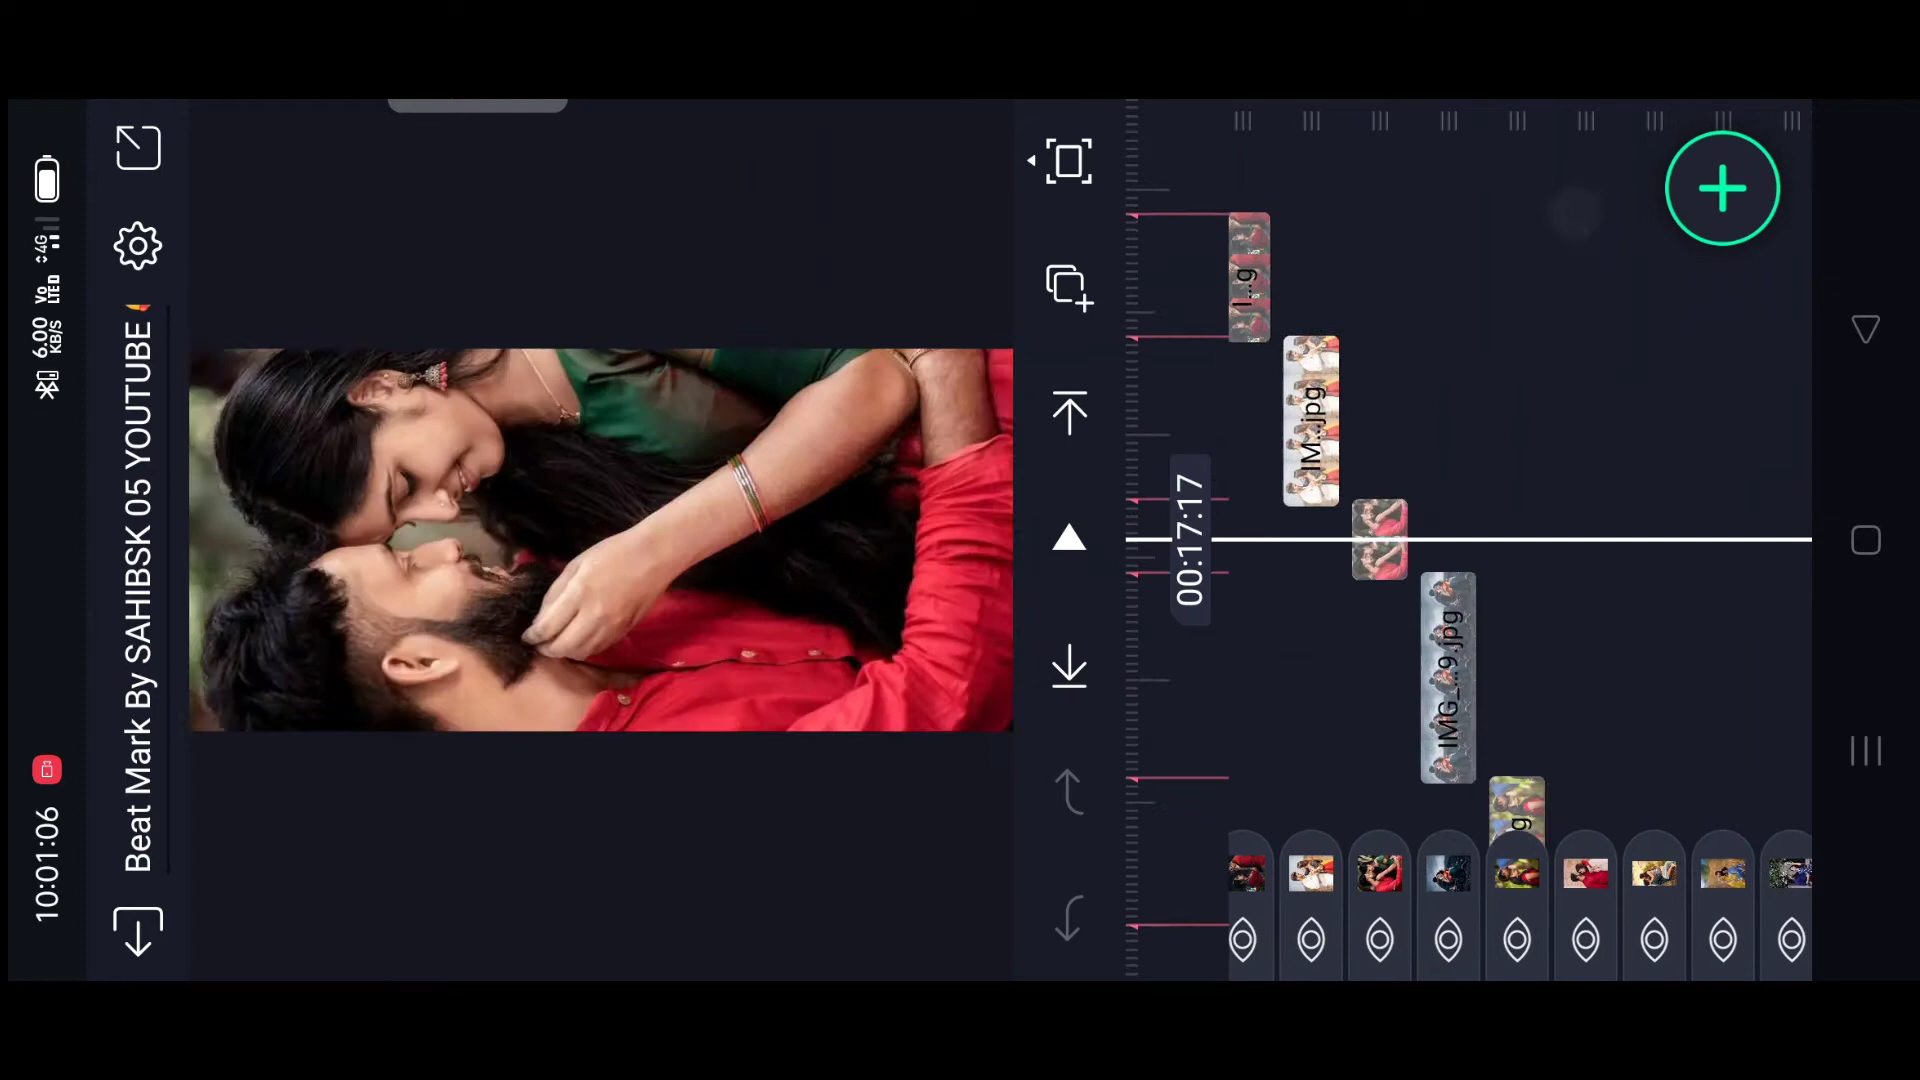 10:01:06
6.00 KB/S
Vo LTE
4G
Beat Mark By SAHIBSK 05 YOUTUBE
00:17:17
1...g
IM...jpg
IMG_...9.jpg
g